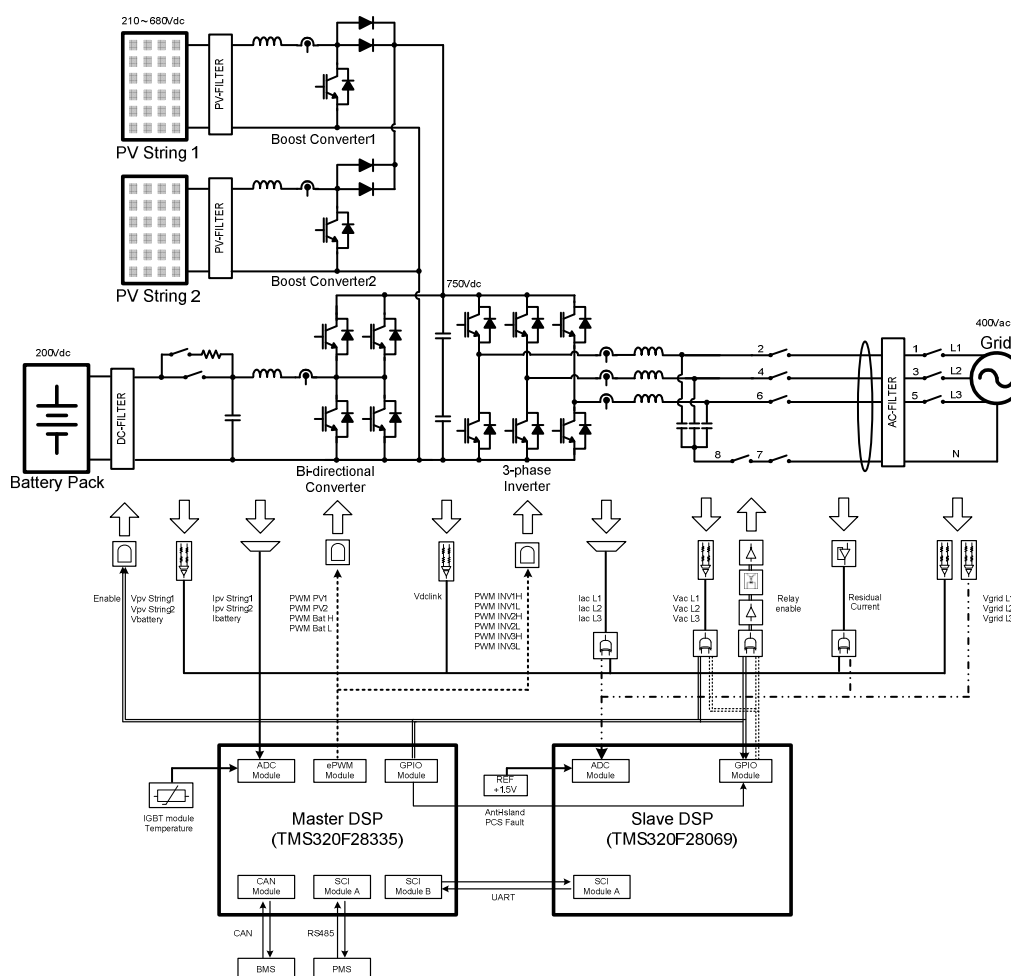 210~680Vdc
PV-FILTER
Boost Converter1
PV String 1
PV-FILTER
Boost Converter2
PV String 2
750Vdc
400Vac
Grid
200Vdc
DC-FILTER
2
4
6
8
7
AC-FILTER
1
L1
3
L2
5
L3
N
Battery Pack
Bi-directional
Converter
3-phase
Inverter
Enable
Vpv String1
Vpv String2
Vbattery
Ipv String1
Ipv String2
Ibattery
PWM PV1
PWM PV2
PWM Bat H
PWM Bat L
Vdclink
PWM INV1H
PWM INV1L
PWM INV2H
PWM INV2L
PWM INV3H
PWM INV3L
Iac L1
Iac L2
Iac L3
Vac L1
Vac L2
Vac L3
Relay
enable
Residual
Current
Vgrid L1
Vgrid L2
Vgrid L3
ADC
Module
ePWM
Module
GPIO
Module
REF
+1.5V
ADC
Module
GPIO
Module
IGBT module
Temperature
Master DSP
(TMS320F28335)
Anti-Island
PCS Fault
Slave DSP
(TMS320F28069)
CAN
Module
SCI
Module A
SCI
Module B
UART
SCI
Module A
CAN
RS485
BMS
PMS